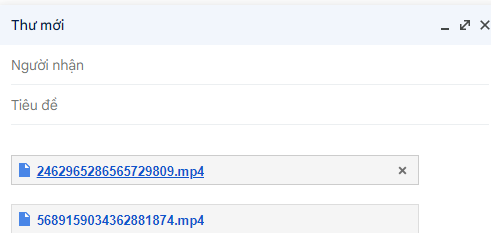 Thư mới
Người nhận
Tiêu đề
2462965286565729809.mp4
5689159034362881874.mp4